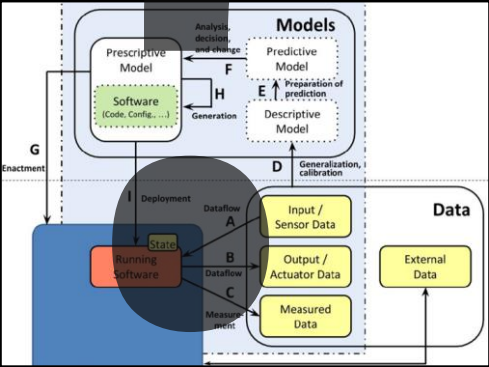 Models
Analysis,
decision,
and change
Prescriptive
Model
Predictive
Model
F
H
Software
(Code, Config., ...)
Generation
E
Preparation of
prediction
Descriptive
Model
G
Enactment
D
Generalization,
calibration
I
Deployment
Dataflow
A
Input /
Sensor Data
Data
State
Running
Software
B
Dataflow
Output /
Actuator Data
External
Data
C
Measure-
ment
Measured
Data